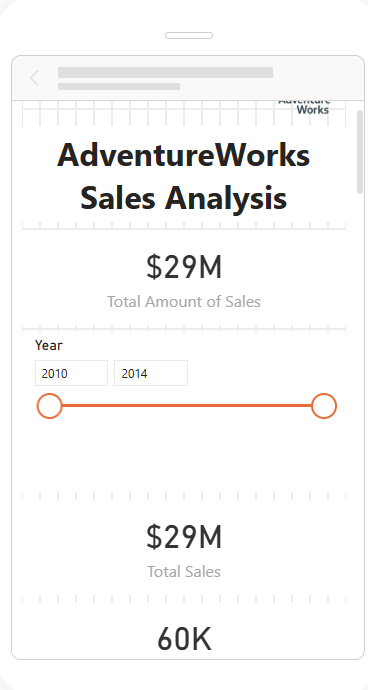 Adventure
Works
AdventureWorks
Sales Analysis
$29M
Total Amount of Sales
Year
2010 2014
$29M
Total Sales
60K